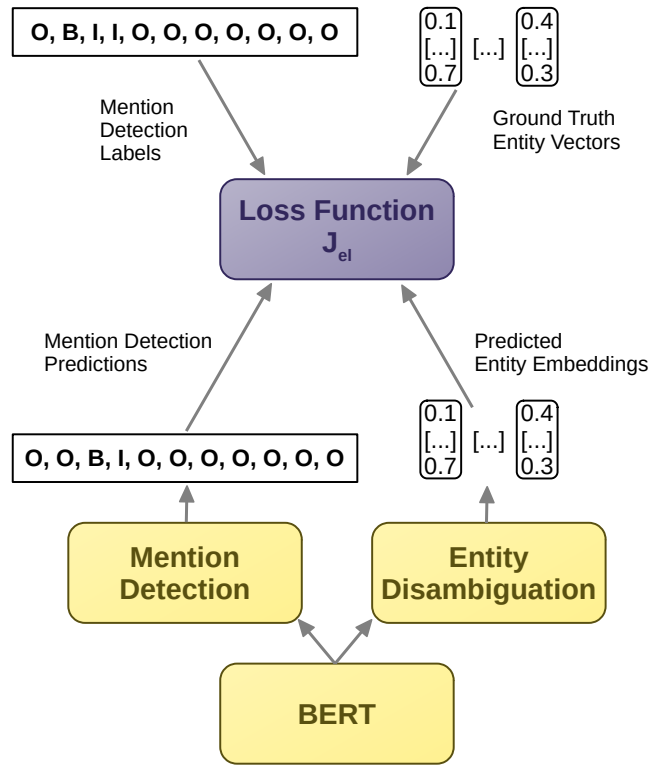 O, B, I, I, O, O, O, O, O, O, O
0.1
[...]
0.7
[...]
0.4
[...]
0.3
Mention
Detection
Labels
Ground Truth
Entity Vectors
Loss Function
Jel
Mention Detection
Predictions
Predicted
Entity Embeddings
O, O, B, I, O, O, O, O, O, O, O
0.1
[...]
0.7
[...]
0.4
[...]
0.3
Mention
Detection
Entity
Disambiguation
BERT